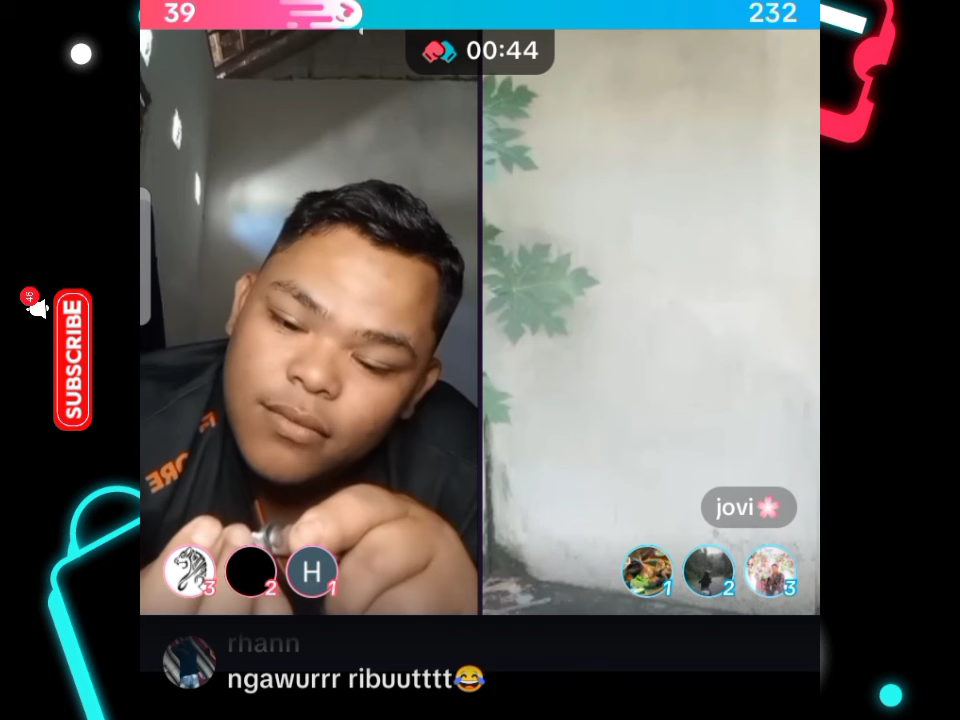 39
232
00:44
SUBSCRIBE
jovi🌸
3
2
H
1
1
2
3
rhann
ngawurrr ribuutttt😂